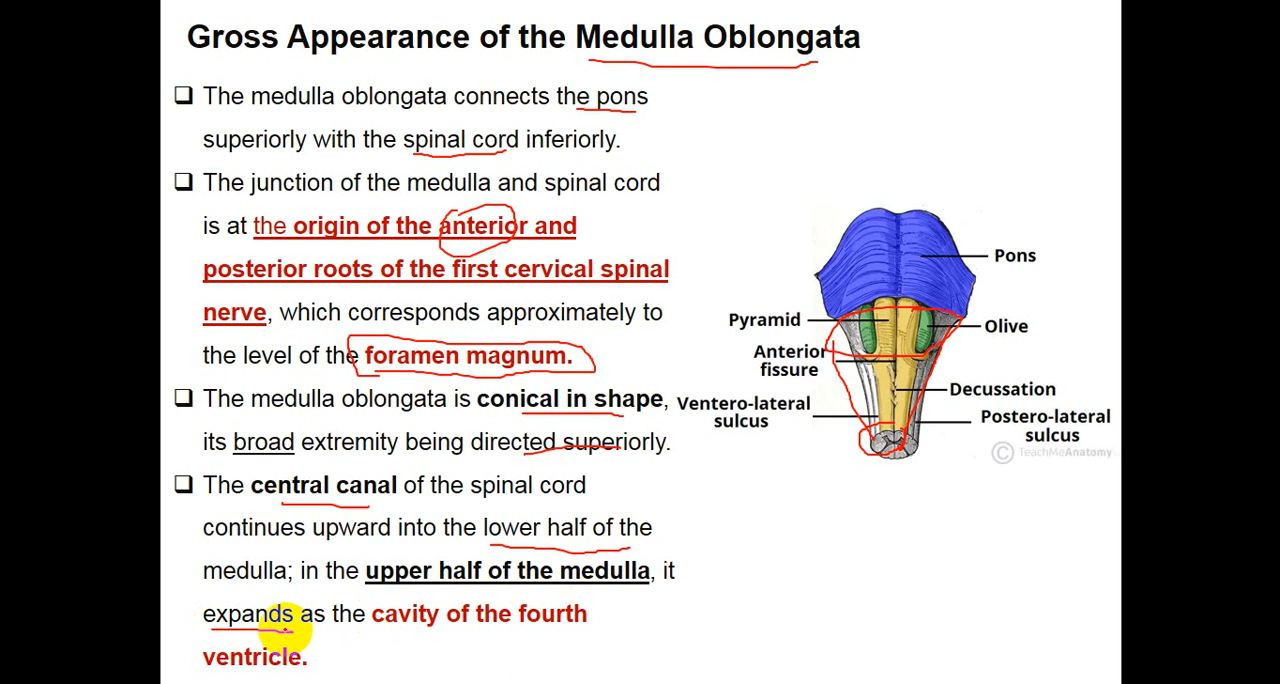 Gross Appearance of the Medulla Oblongata
❑ The medulla oblongata connects the pons
superiorly with the spinal cord inferiorly.
❑ The junction of the medulla and spinal cord
is at the origin of the anterior and
posterior roots of the first cervical spinal
nerve, which corresponds approximately to
the level of the foramen magnum.
❑ The medulla oblongata is conical in shape,
its broad extremity being directed superiorly.
❑ The central canal of the spinal cord
continues upward into the lower half of the
medulla; in the upper half of the medulla, it
expands as the cavity of the fourth
ventricle.
Pons
Pyramid
Olive
Anterior
fissure
Decussation
Ventero-lateral
sulcus
Postero-lateral
sulcus
© TeachMeAnatomy